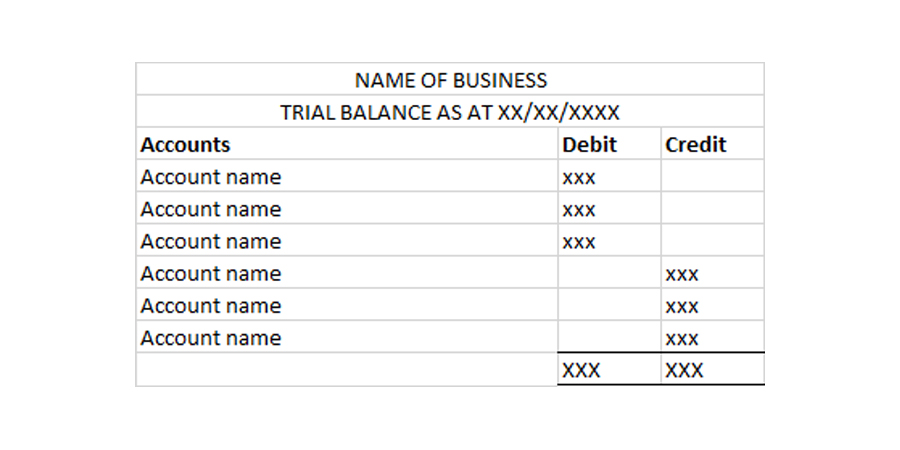 NAME OF BUSINESS
TRIAL BALANCE AS AT XX/XX/XXXX
Accounts Debit Credit
Account name xxx
Account name xxx
Account name xxx
Account name xxx
Account name xxx
Account name xxx
XXX XXX